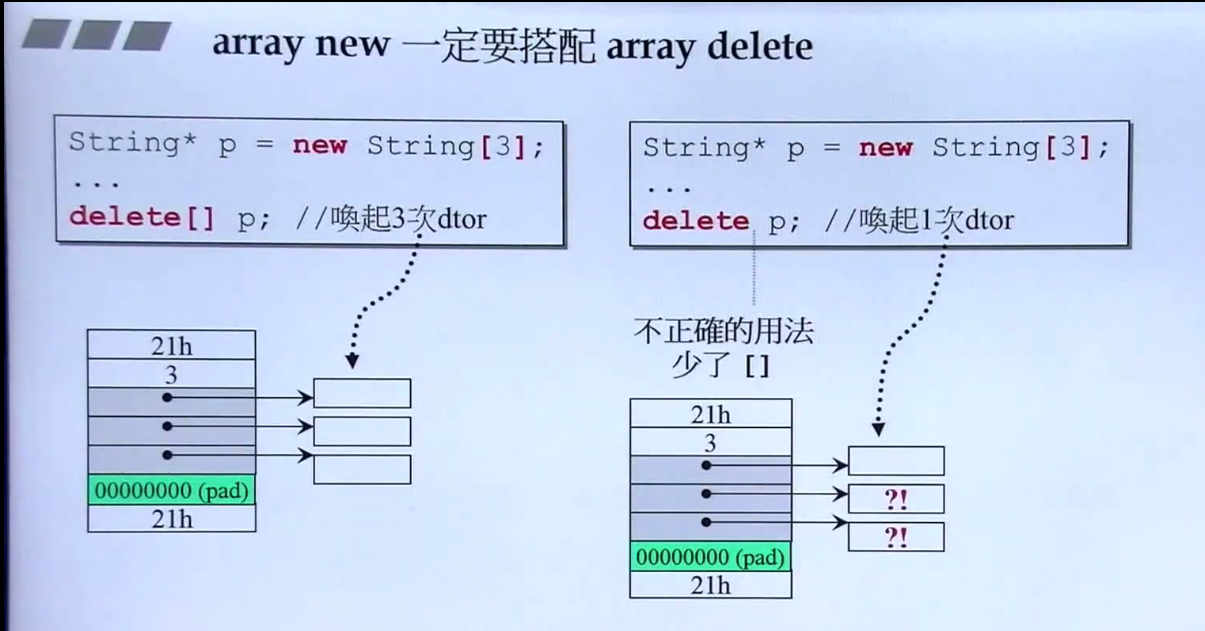 array new 一定要搭配 array delete
String* p = new String[3];
...
delete[] p; //喚起3次dtor
21h
3
00000000 (pad)
21h
String* p = new String[3];
...
delete p; //喚起1次dtor
不正確的用法
少了 []
21h
3
?!
?!
00000000 (pad)
21h